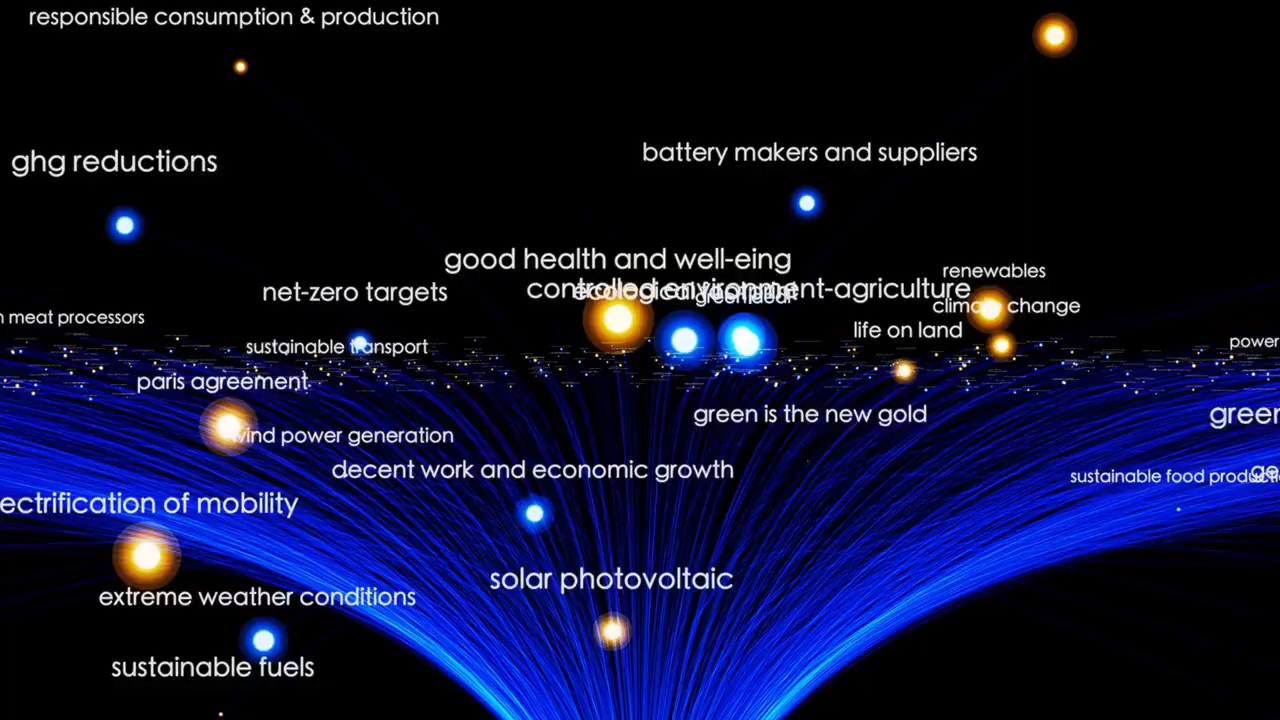 responsible consumption & production
battery makers and suppliers
ghg reductions
good health and well-eing
renewables
controlled environment-agriculture
net-zero targets
climate change
meat processors
life on land
power
sustainable transport
paris agreement
green is the new gold
green
wind power generation
decent work and economic growth
sustainable food producti
ectrification of mobility
solar photovoltaic
extreme weather conditions
sustainable fuels